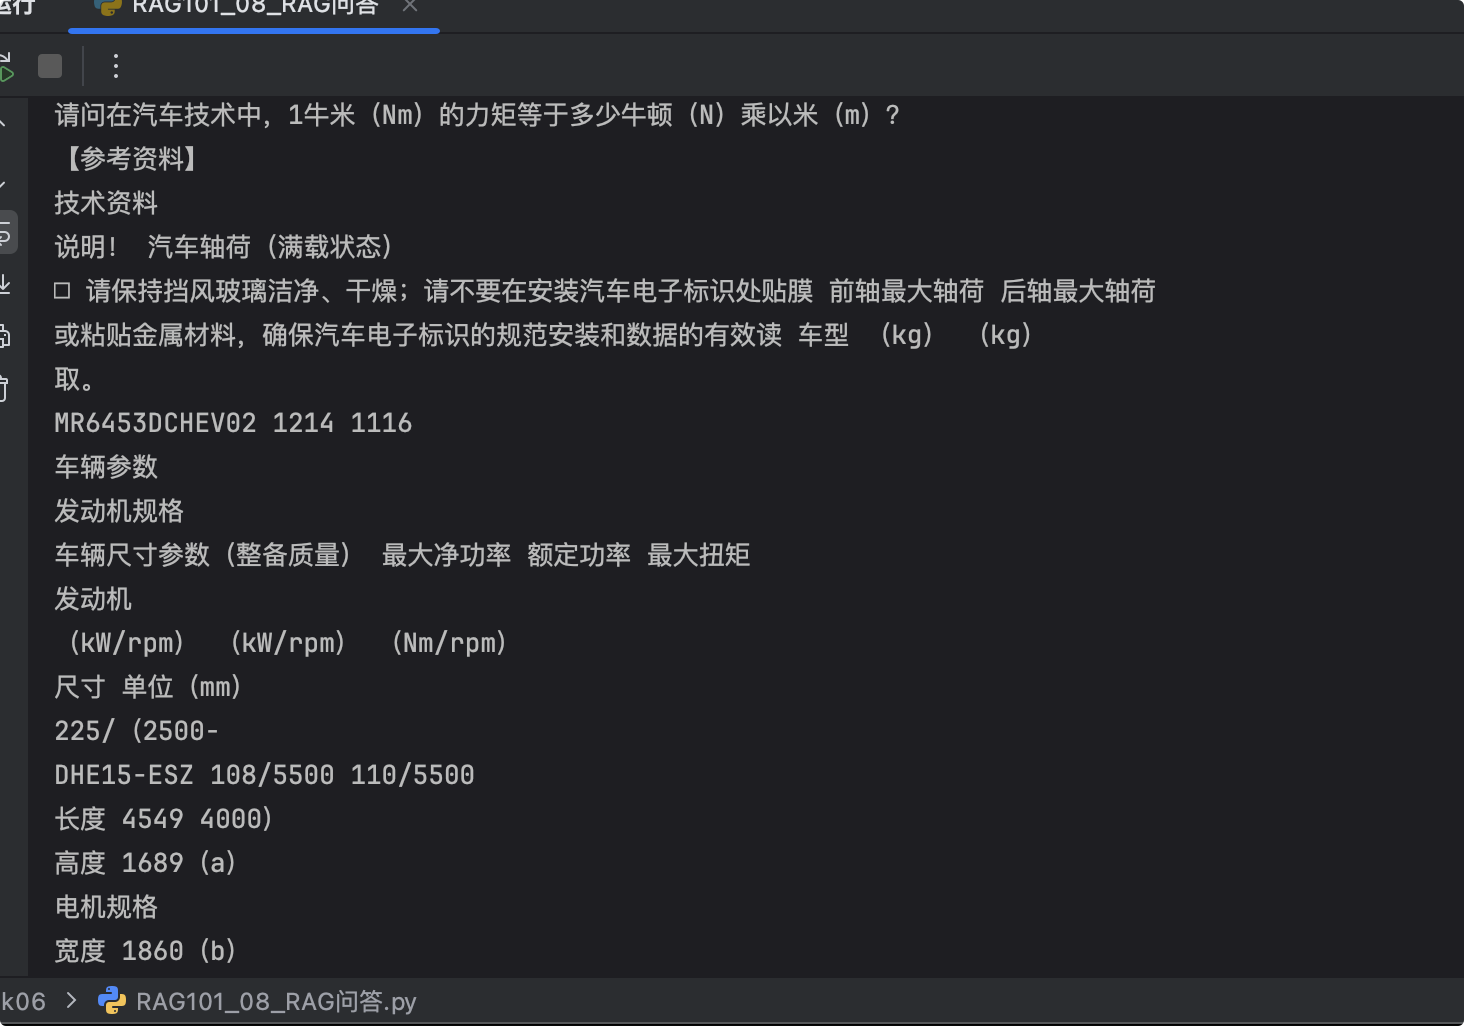 运行
RAG101_08_RAG问答
请问在汽车技术中，1牛米（Nm）的力矩等于多少牛顿（N）乘以米（m）?
【参考资料】
技术资料
说明！ 汽车轴荷（满载状态）
□ 请保持挡风玻璃洁净、干燥；请不要在安装汽车电子标识处贴膜 前轴最大轴荷 后轴最大轴荷
或粘贴金属材料，确保汽车电子标识的规范安装和数据的有效读 车型 （kg） （kg）
取。
MR6453DCHEV02 1214 1116
车辆参数
发动机规格
车辆尺寸参数（整备质量） 最大净功率 额定功率 最大扭矩
发动机
（kW/rpm） （kW/rpm） （Nm/rpm）
尺寸 单位（mm）
225/（2500-
DHE15-ESZ 108/5500 110/5500
长度 4549 4000）
高度 1689（a）
电机规格
宽度 1860（b）
k06 > RAG101_08_RAG问答.py